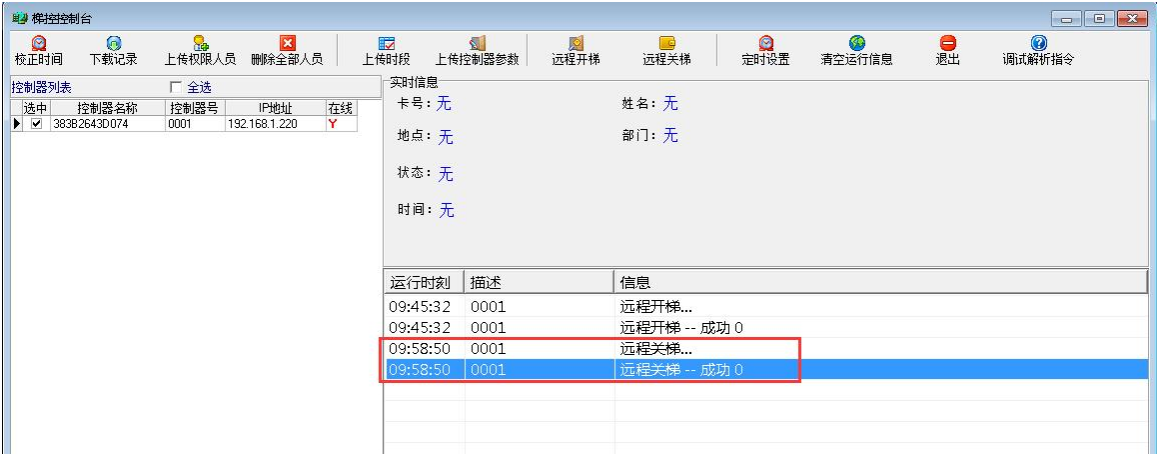 梯控控制台
校正时间 下载记录 上传权限人员 删除全部人员 上传时段 上传控制器参数 远程开梯 远程关梯 定时设置 清空运行信息 退出 调试解析指令
控制器列表 全选
选中 控制器名称 控制器号 IP地址 在线
383B2643D074 0001 192.168.1.220 Y
实时信息
卡号：无 姓名：无
地点：无 部门：无
状态：无
时间：无
运行时刻 描述 信息
09:45:32 0001 远程开梯...
09:45:32 0001 远程开梯 -- 成功 0
09:58:50 0001 远程关梯...
09:58:50 0001 远程关梯 -- 成功 0